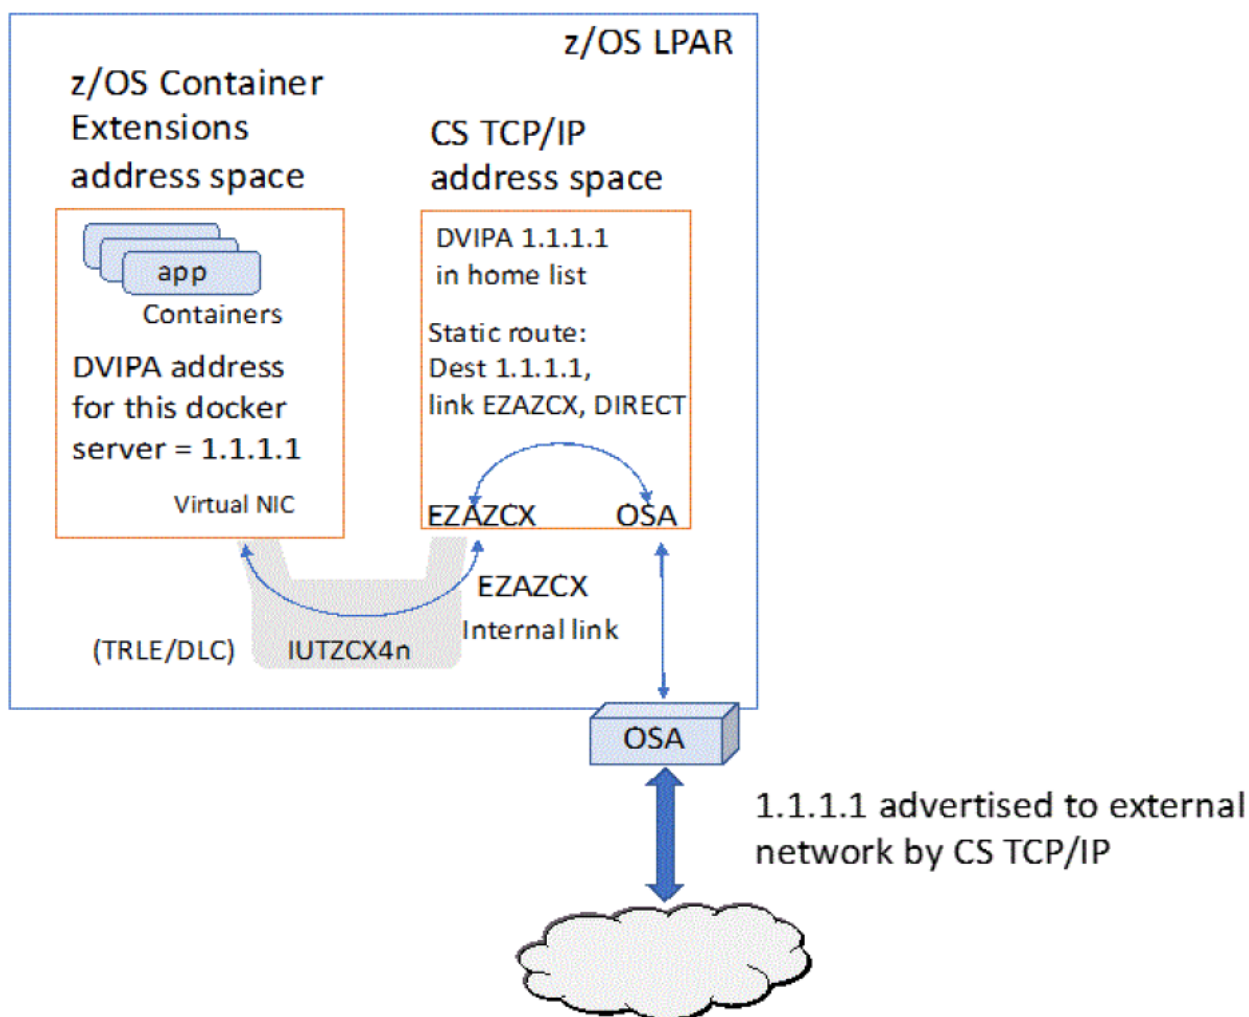 z/OS LPAR
z/OS Container
Extensions
address space
app
Containers
DVIPA address
for this docker
server = 1.1.1.1
Virtual NIC
CS TCP/IP
address space
DVIPA 1.1.1.1
in home list
Static route:
Dest 1.1.1.1,
link EZAZCX, DIRECT
EZAZCX
OSA
EZAZCX
Internal link
(TRLE/DLC)
IUTZCX4n
OSA
1.1.1.1 advertised to external
network by CS TCP/IP